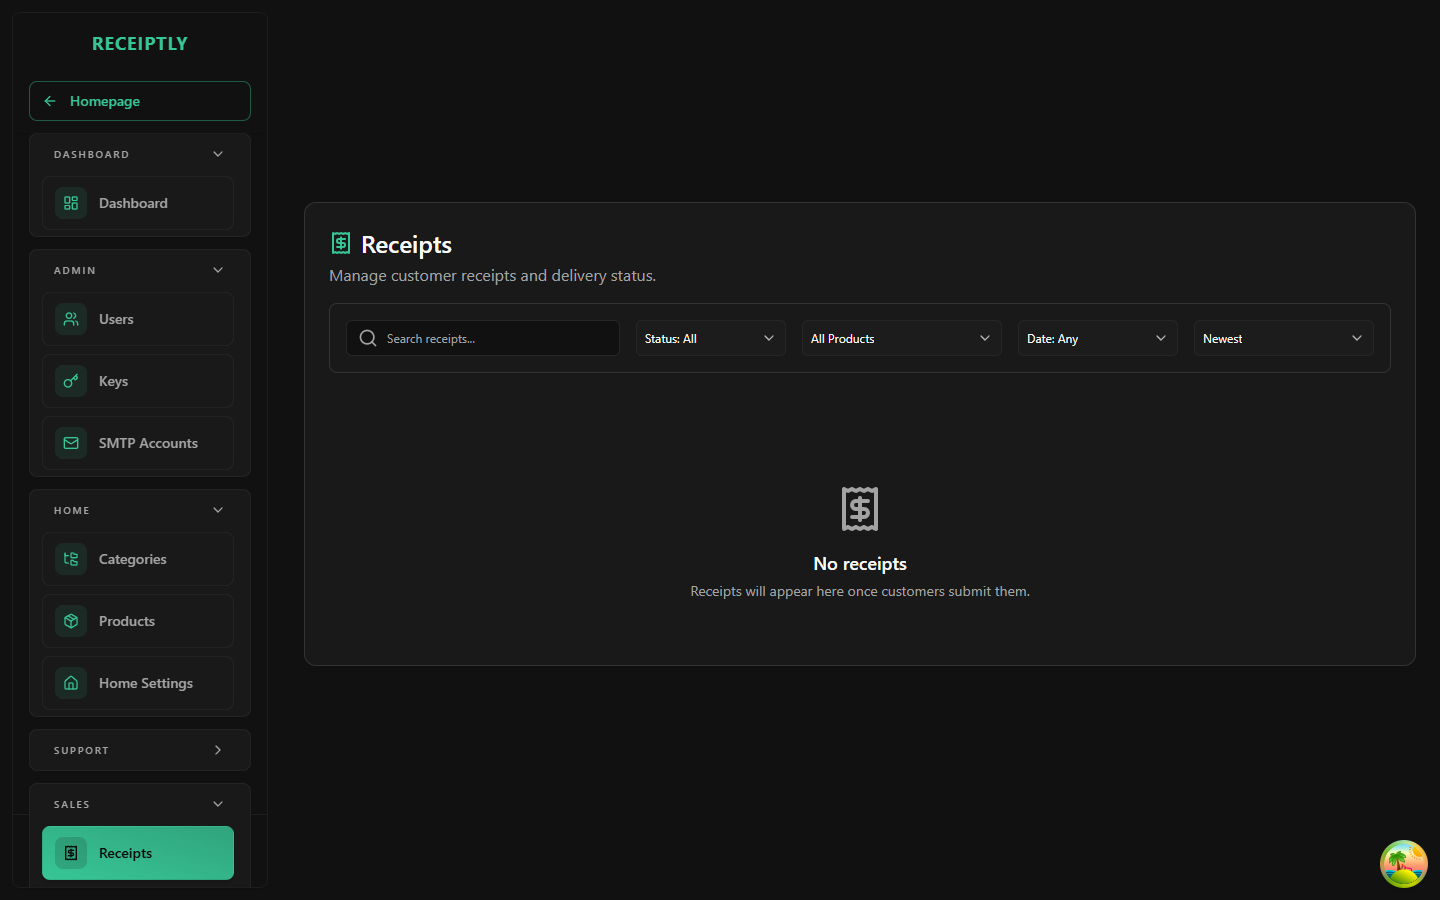 RECEIPTLY
Homepage
DASHBOARD
Dashboard
ADMIN
Users
Keys
SMTP Accounts
HOME
Categories
Products
Home Settings
SUPPORT
SALES
Receipts
Receipts
Manage customer receipts and delivery status.
Search receipts...
Status: All
All Products
Date: Any
Newest
No receipts
Receipts will appear here once customers submit them.